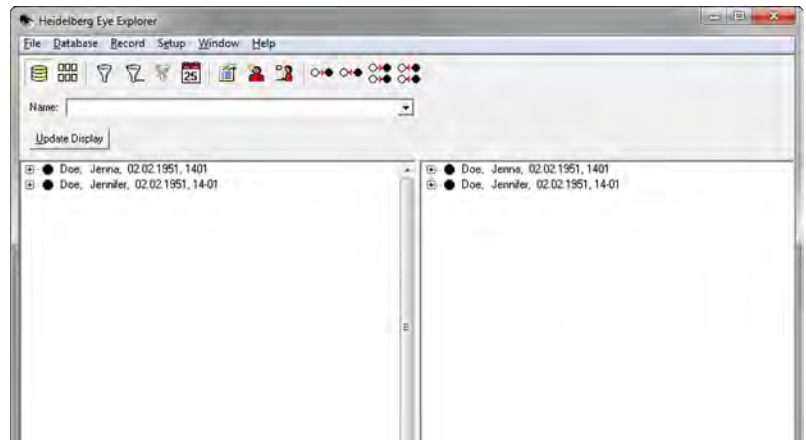 Heidelberg Eye Explorer
File Database Record Setup Window Help
25
Name:
Update Display
Doe, Jenna, 02.02.1951, 1401
Doe, Jennifer, 02.02.1951, 14-01
Doe, Jenna, 02.02.1951, 1401
Doe, Jennifer, 02.02.1951, 14-01